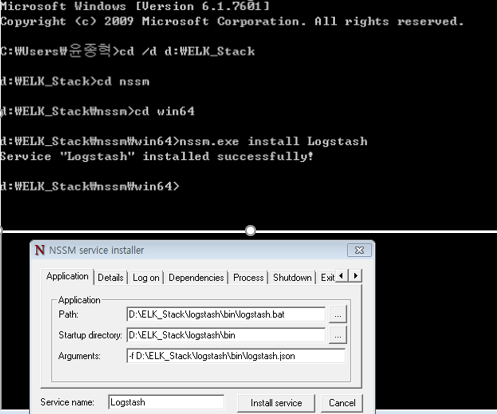 Microsoft Windows [Version 6.1.7601]
Copyright (c) 2009 Microsoft Corporation. All rights reserved.
C:₩Users₩윤종혁>cd /d d:₩ELK_Stack
d:₩ELK_Stack>cd nssm
d:₩ELK_Stack₩nssm>cd win64
d:₩ELK_Stack₩nssm₩win64>nssm.exe install Logstash
Service "Logstash" installed successfully!
d:₩ELK_Stack₩nssm₩win64>
NSSM service installer
Application Details Log on Dependencies Process Shutdown Exit
Application
Path: D:\ELK_Stack\logstash\bin\logstash.bat ...
Startup directory: D:\ELK_Stack\logstash\bin ...
Arguments: -f D:\ELK_Stack\logstash\bin\logstash.json
Service name: Logstash Install service Cancel